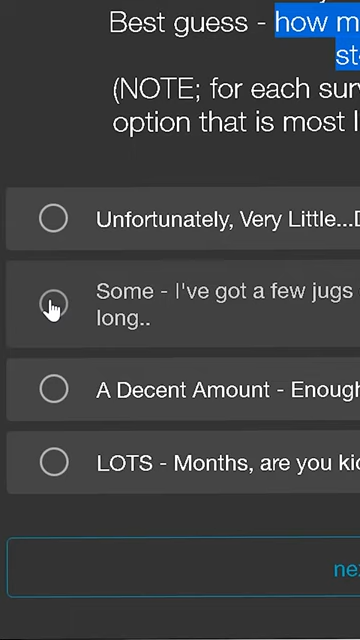 Best guess - how m
st
(NOTE; for each sur
option that is most l
Unfortunately, Very Little...
Some - I've got a few jugs
long..
A Decent Amount - Enough
LOTS - Months, are you ki
ne